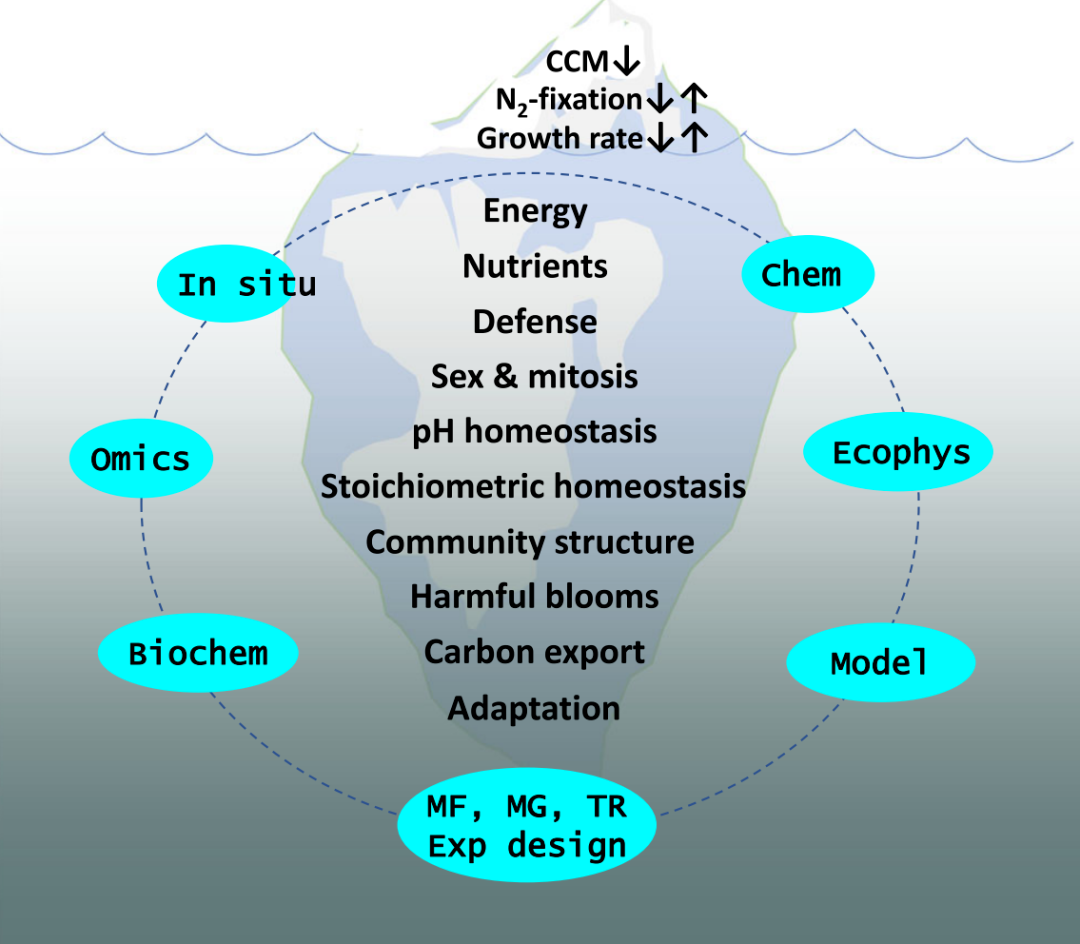 CCM↓
N₂-fixation↓↑
Growth rate↓↑
Energy
Nutrients
Defense
Sex & mitosis
pH homeostasis
Stoichiometric homeostasis
Community structure
Harmful blooms
Carbon export
Adaptation
In situ
Chem
Omics
Ecophys
Biochem
Model
MF, MG, TR
Exp design